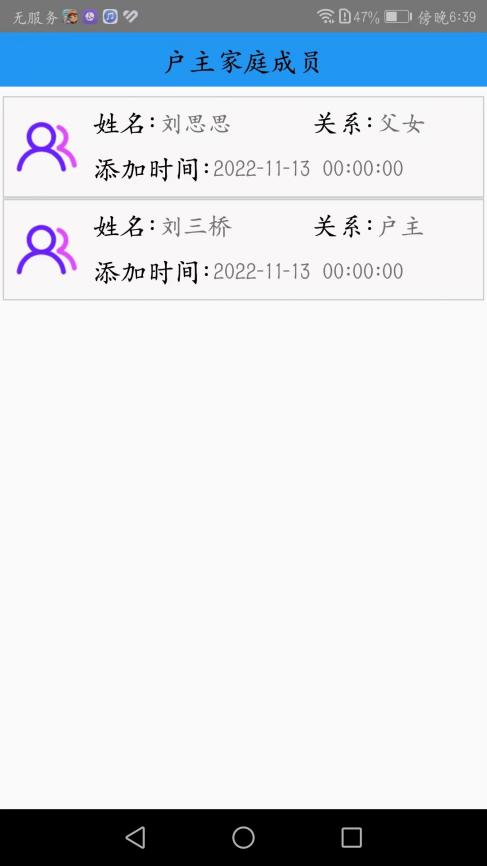 无服务 47% 傍晚6:39
户主家庭成员
姓名:刘思思 关系:父女
添加时间:2022-11-13 00:00:00
姓名:刘三桥 关系:户主
添加时间:2022-11-13 00:00:00